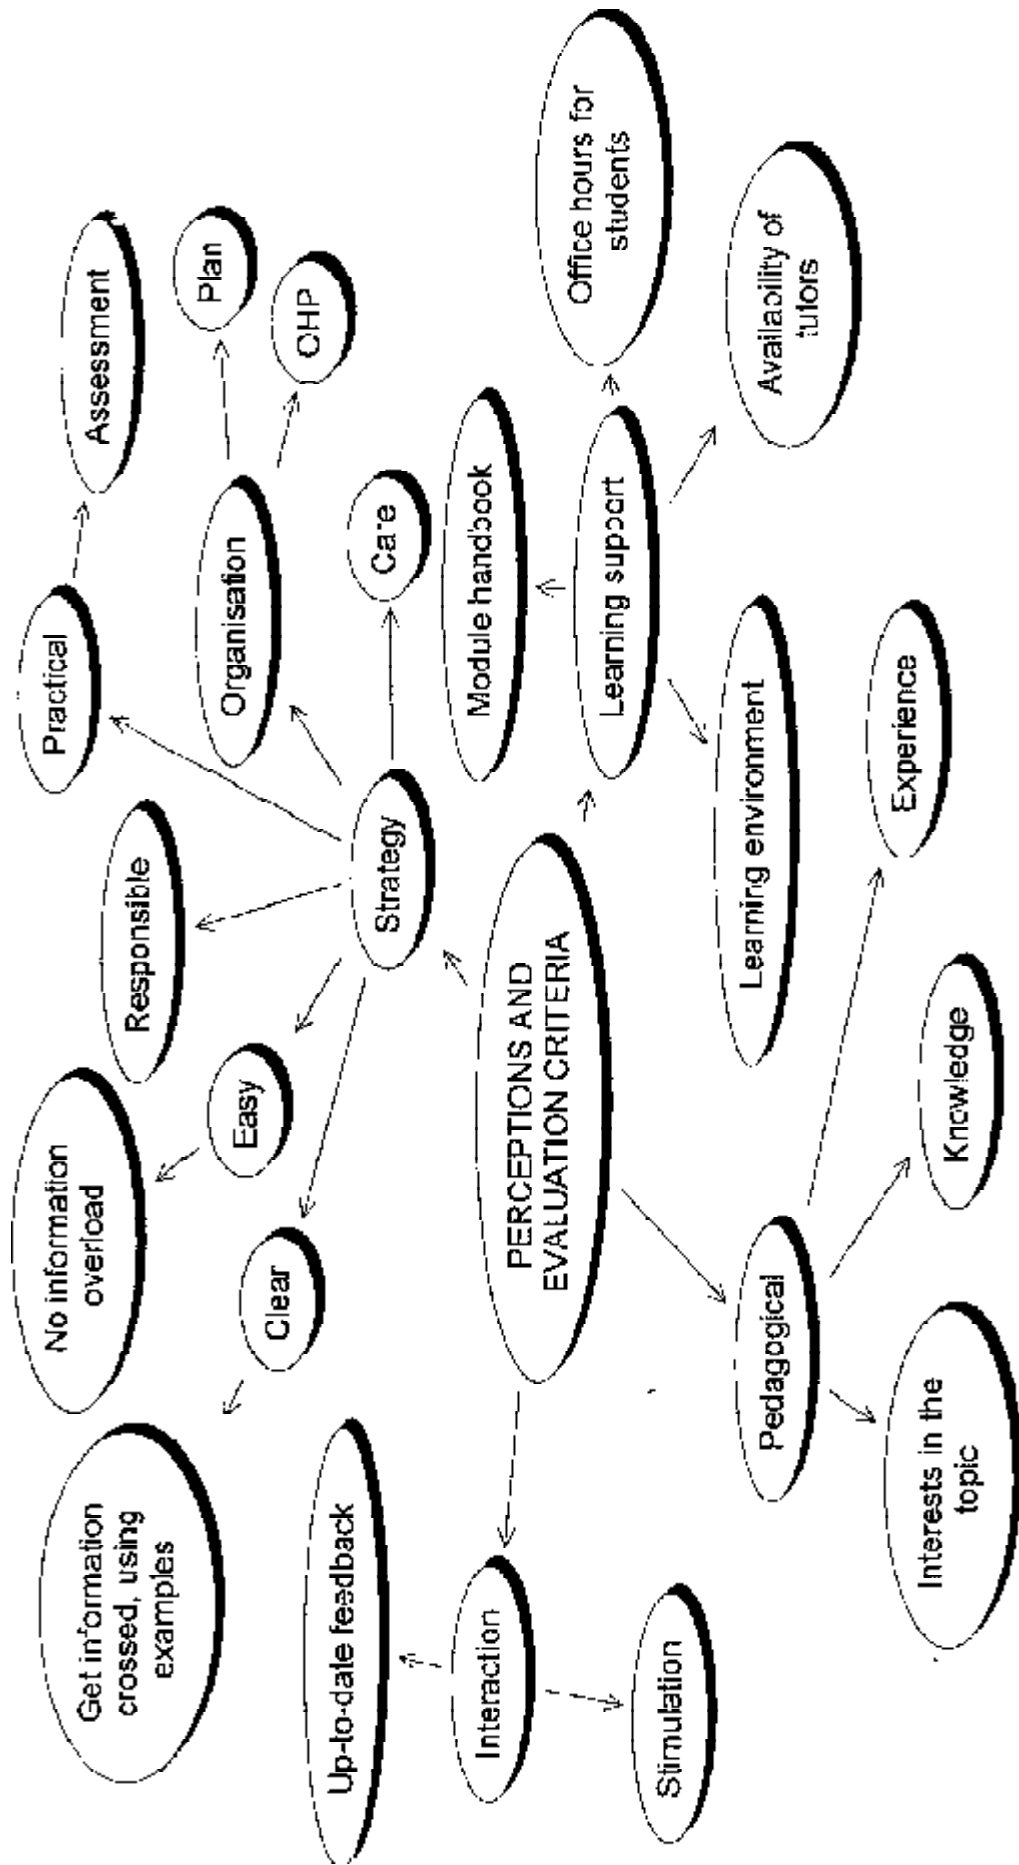 Get information
crossed, using
examples
No information
overload
Responsible
Practical
Assessment
Easy
Clear
Organisation
Plan
OHP
Up-to-date feedback
Strategy
Care
Interaction
PERCEPTIONS AND
EVALUATION CRITERIA
Module handbook
Learning support
Office hours for
students
Stimulation
Pedagogical
Learning environment
Availability of
tutors
Interests in the
topic
Knowledge
Experience